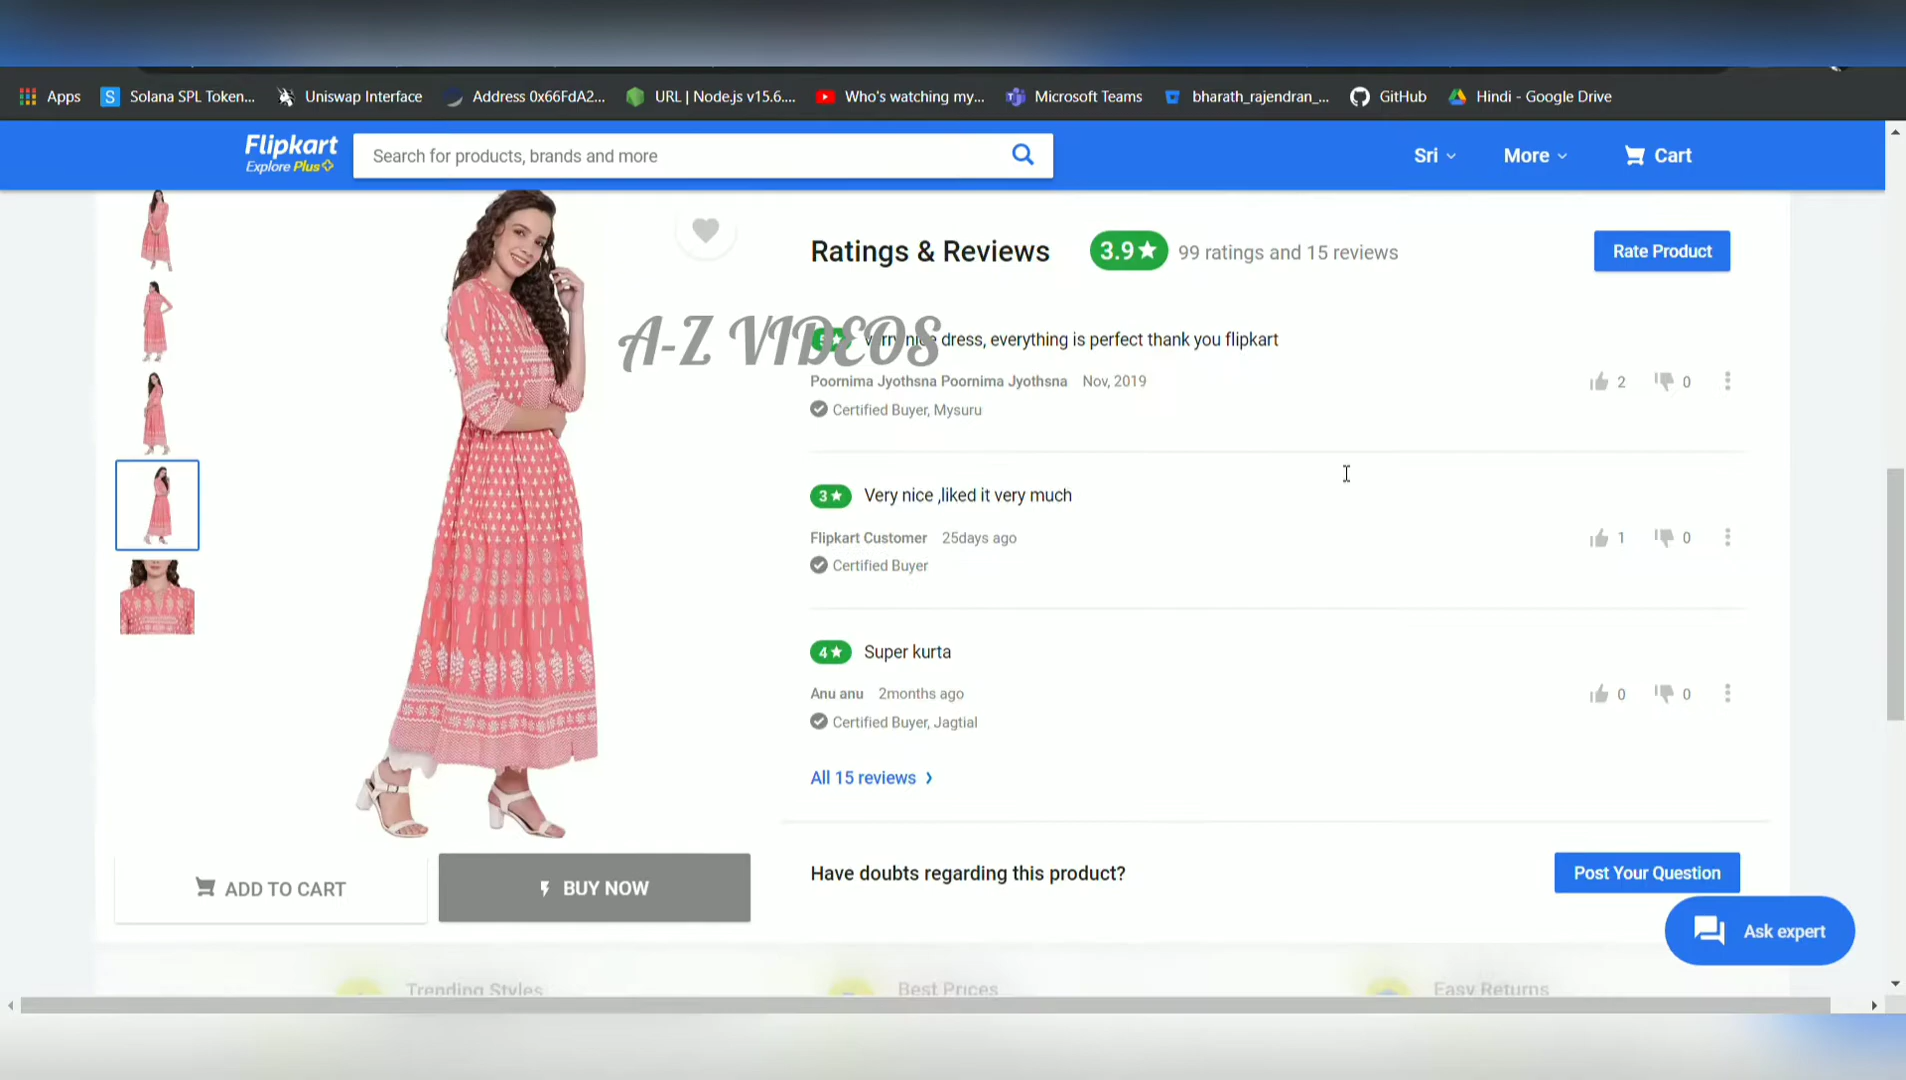 Apps
Solana SPL Token...
Uniswap Interface
Address 0x66FdA2...
URL | Node.js v15.6....
Who's watching my...
Microsoft Teams
bharath_rajendran_...
GitHub
Hindi - Google Drive
Flipkart
Explore Plus
Search for products, brands and more
Sri
More
Cart
Ratings & Reviews
3.9★
99 ratings and 15 reviews
Rate Product
A-Z VIDEOS
dress, everything is perfect thank you flipkart
Poornima Jyothsna Poornima Jyothsna Nov, 2019
2
0
Certified Buyer, Mysuru
3★ Very nice ,liked it very much
Flipkart Customer 25days ago
1
0
Certified Buyer
4★ Super kurta
Anu anu 2months ago
0
0
Certified Buyer, Jagtial
All 15 reviews
ADD TO CART
BUY NOW
Have doubts regarding this product?
Post Your Question
Ask expert
Trending Styles
Best Prices
Easy Returns